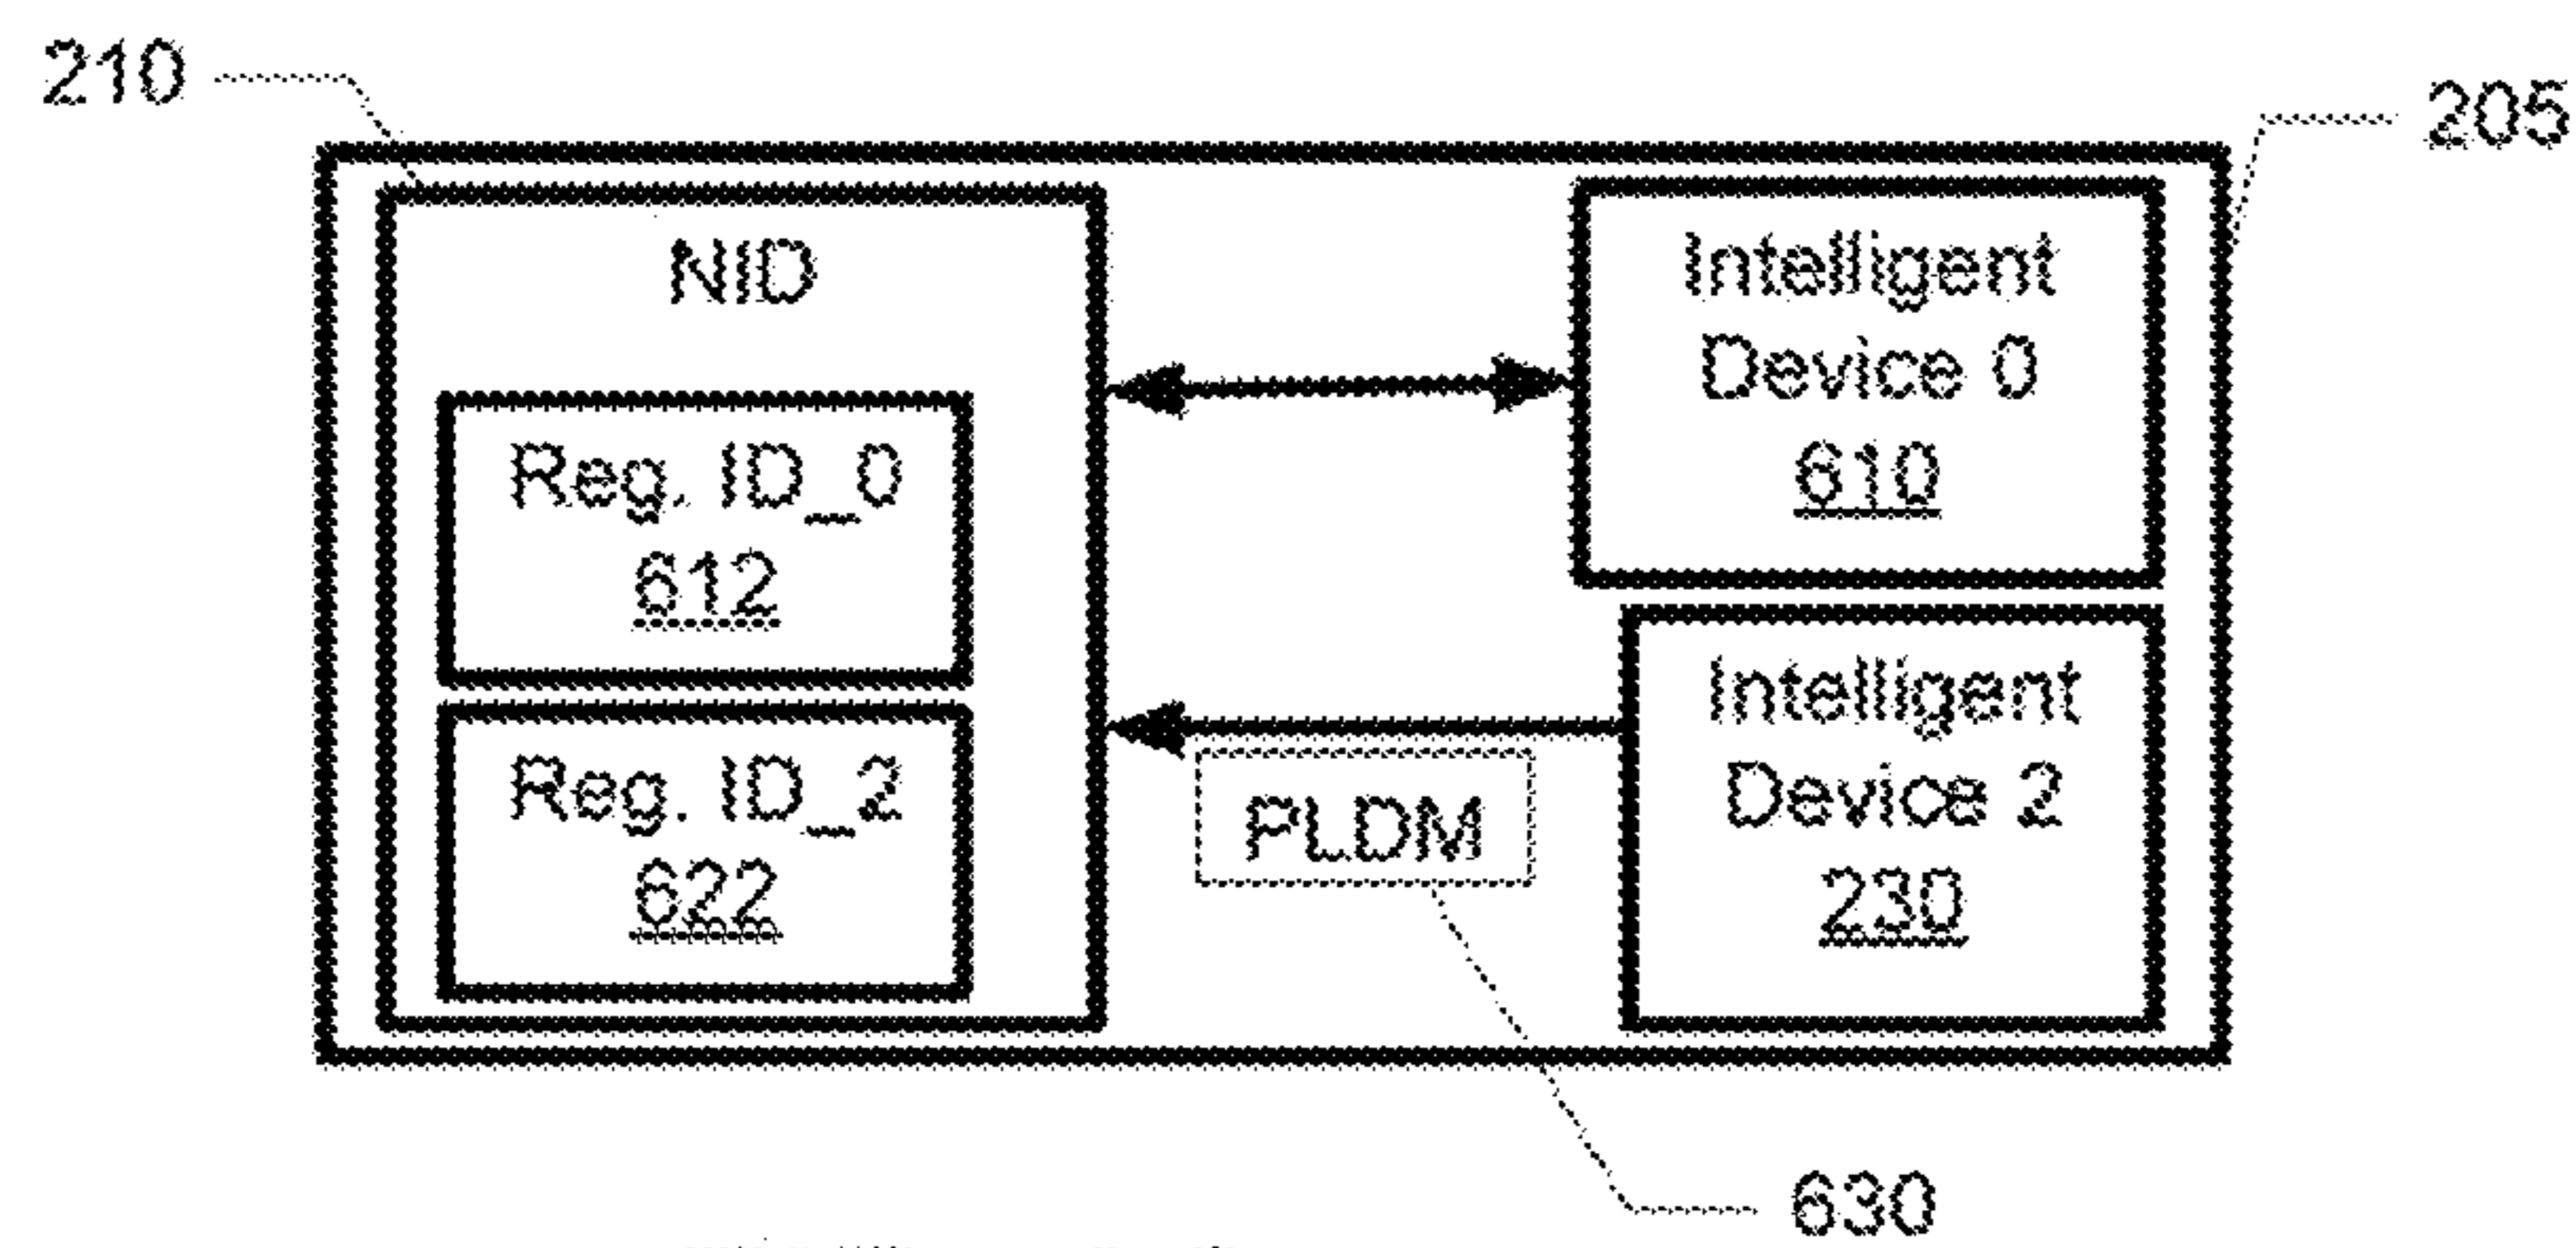 210
205
NID
Reg. ID_0
612
Reg. ID_2
622
Intelligent
Device 0
610
Intelligent
Device 2
230
PLDM
630